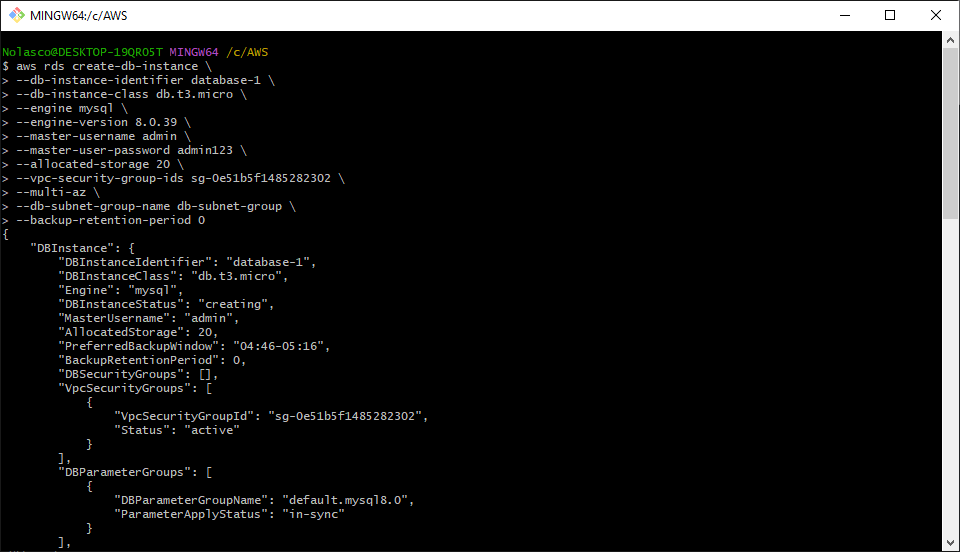 MINGW64:/c/AWS
Nolasco@DESKTOP-19QRO5T MINGW64 /c/AWS
$ aws rds create-db-instance \
> --db-instance-identifier database-1 \
> --db-instance-class db.t3.micro \
> --engine mysql \
> --engine-version 8.0.39 \
> --master-username admin \
> --master-user-password admin123 \
> --allocated-storage 20 \
> --vpc-security-group-ids sg-0e51b5f1485282302 \
> --multi-az \
> --db-subnet-group-name db-subnet-group \
> --backup-retention-period 0
{
    "DBInstance": {
        "DBInstanceIdentifier": "database-1",
        "DBInstanceClass": "db.t3.micro",
        "Engine": "mysql",
        "DBInstanceStatus": "creating",
        "MasterUsername": "admin",
        "AllocatedStorage": 20,
        "PreferredBackupWindow": "04:46-05:16",
        "BackupRetentionPeriod": 0,
        "DBSecurityGroups": [],
        "VpcSecurityGroups": [
            {
                "VpcSecurityGroupId": "sg-0e51b5f1485282302",
                "Status": "active"
            }
        ],
        "DBParameterGroups": [
            {
                "DBParameterGroupName": "default.mysql8.0",
                "ParameterApplyStatus": "in-sync"
            }
        ],